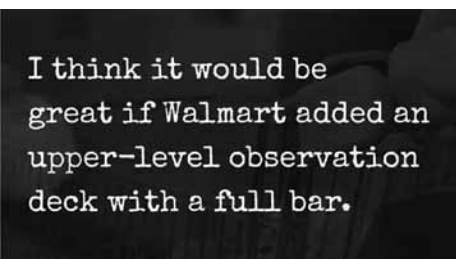 I think it would be
great if Walmart added an
upper-level observation
deck with a full bar.